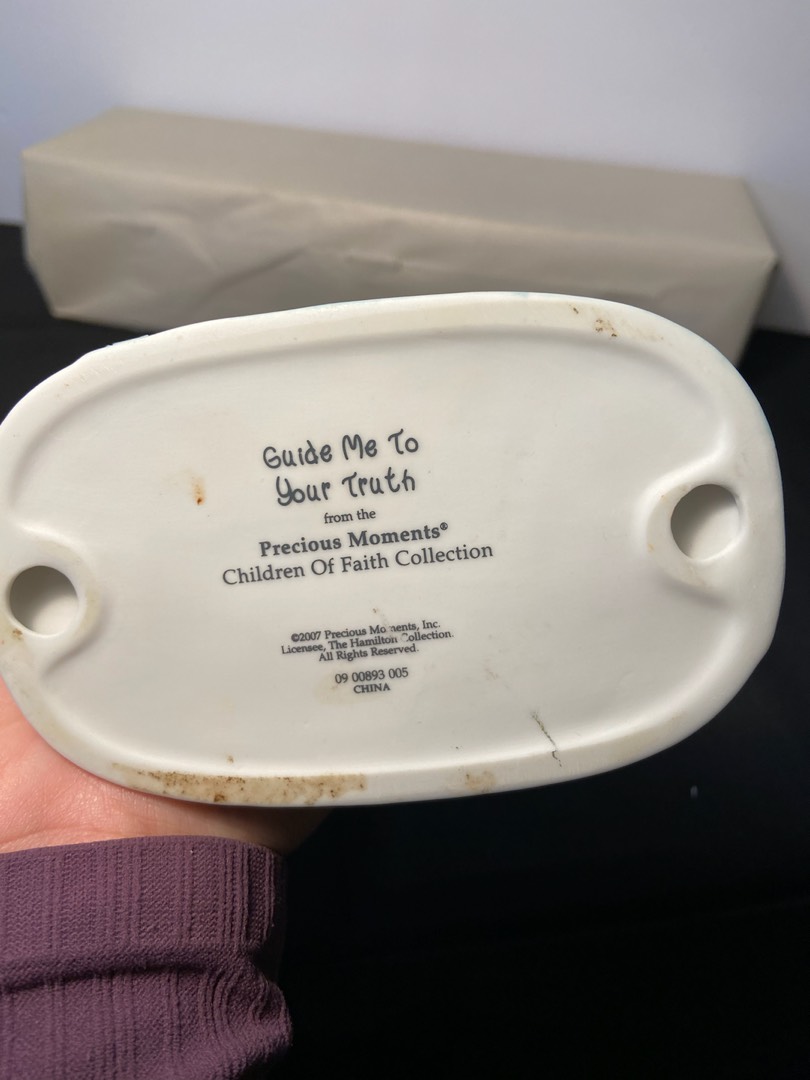 Guide Me To
Your Truth
from the
Precious Moments®
Children Of Faith Collection
©2007 Precious Moments, Inc.
Licensee, The Hamilton Collection.
All Rights Reserved.
09 00893 005
CHINA